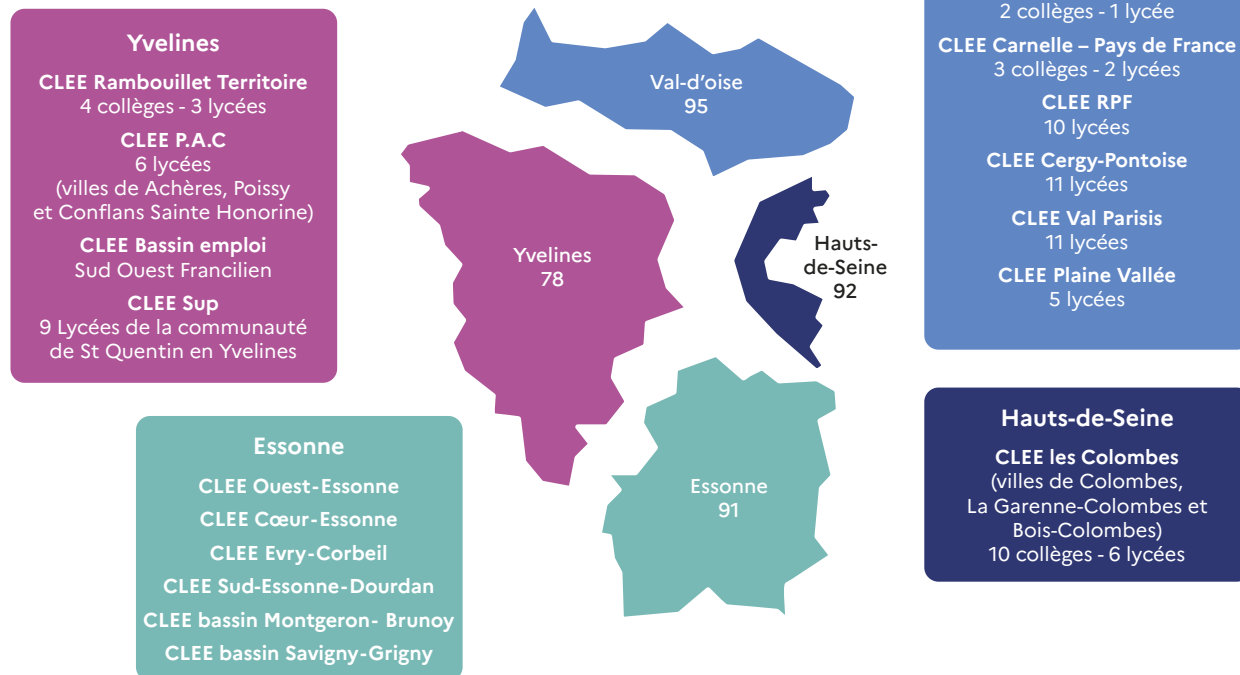 Yvelines
CLEE Rambouillet Territoire
4 collèges - 3 lycées
CLEE P.A.C
6 lycées
(villes de Achères, Poissy
et Conflans Sainte Honorine)
CLEE Bassin emploi
Sud Ouest Francilien
CLEE Sup
9 Lycées de la communauté
de St Quentin en Yvelines
Essonne
CLEE Ouest-Essonne
CLEE Cœur-Essonne
CLEE Evry-Corbeil
CLEE Sud-Essonne-Dourdan
CLEE bassin Montgeron- Brunoy
CLEE bassin Savigny-Grigny
Val-d'oise
95
Yvelines
78
Hauts-
de-Seine
92
Essonne
91
2 collèges - 1 lycée
CLEE Carnelle – Pays de France
3 collèges - 2 lycées
CLEE RPF
10 lycées
CLEE Cergy-Pontoise
11 lycées
CLEE Val Parisis
11 lycées
CLEE Plaine Vallée
5 lycées
Hauts-de-Seine
CLEE les Colombes
(villes de Colombes,
La Garenne-Colombes et
Bois-Colombes)
10 collèges - 6 lycées